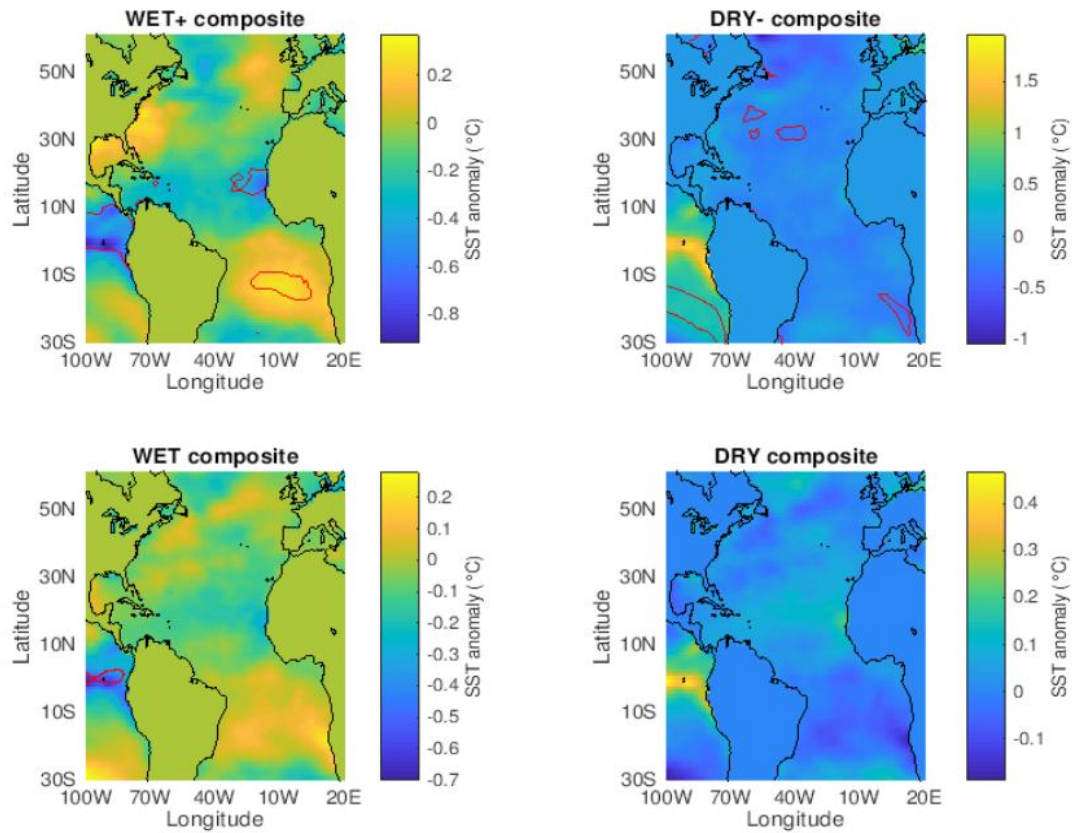 WET+ composite
50N
30N
10N
10S
30S
Latitude
100W 70W 40W 10W 20E
Longitude
0.2
0
-0.2
-0.4
-0.6
-0.8
SST anomaly (°C)
DRY- composite
50N
30N
10N
10S
30S
Latitude
100W 70W 40W 10W 20E
Longitude
1.5
1
0.5
0
-0.5
-1
SST anomaly (°C)
WET composite
50N
30N
10N
10S
30S
Latitude
100W 70W 40W 10W 20E
Longitude
0.2
0.1
0
-0.1
-0.2
-0.3
-0.4
-0.5
-0.6
-0.7
SST anomaly (°C)
DRY composite
50N
30N
10N
10S
30S
Latitude
100W 70W 40W 10W 20E
Longitude
0.4
0.3
0.2
0.1
0
-0.1
SST anomaly (°C)